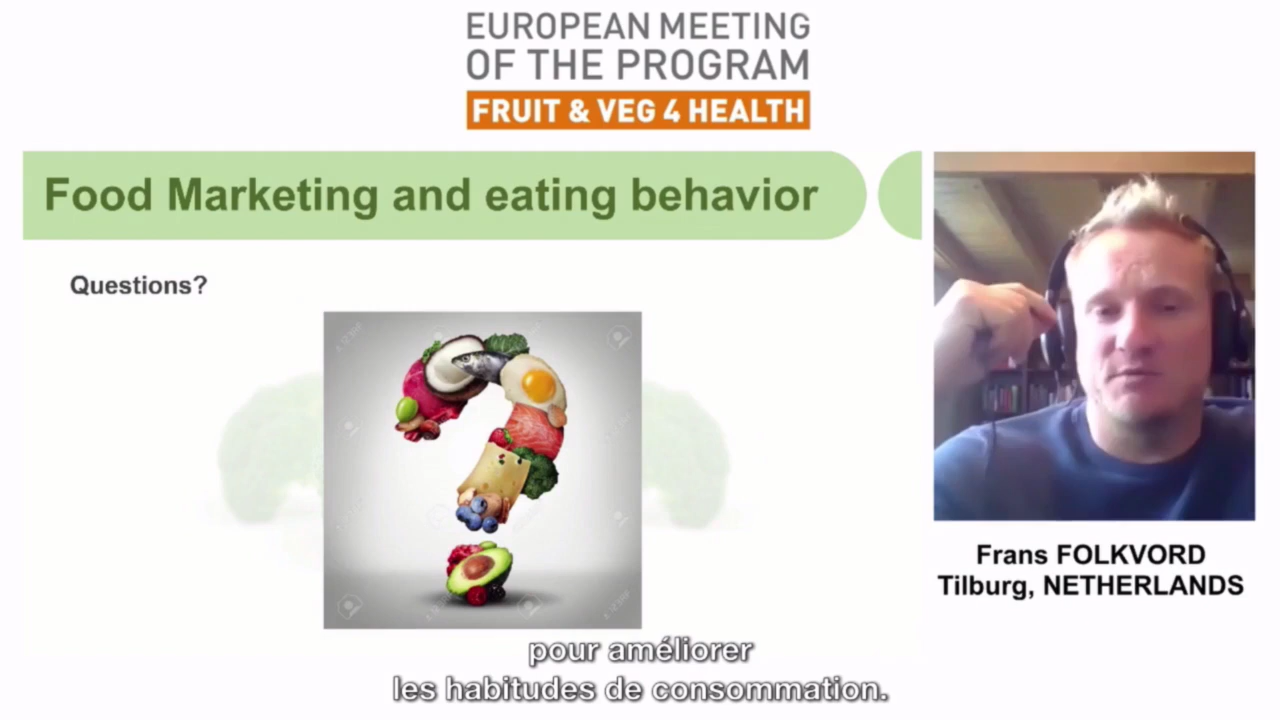 EUROPEAN MEETING
OF THE PROGRAM
FRUIT & VEG 4 HEALTH
Food Marketing and eating behavior
Questions?
Frans FOLKVORD
Tilburg, NETHERLANDS
pour améliorer
les habitudes de consommation.